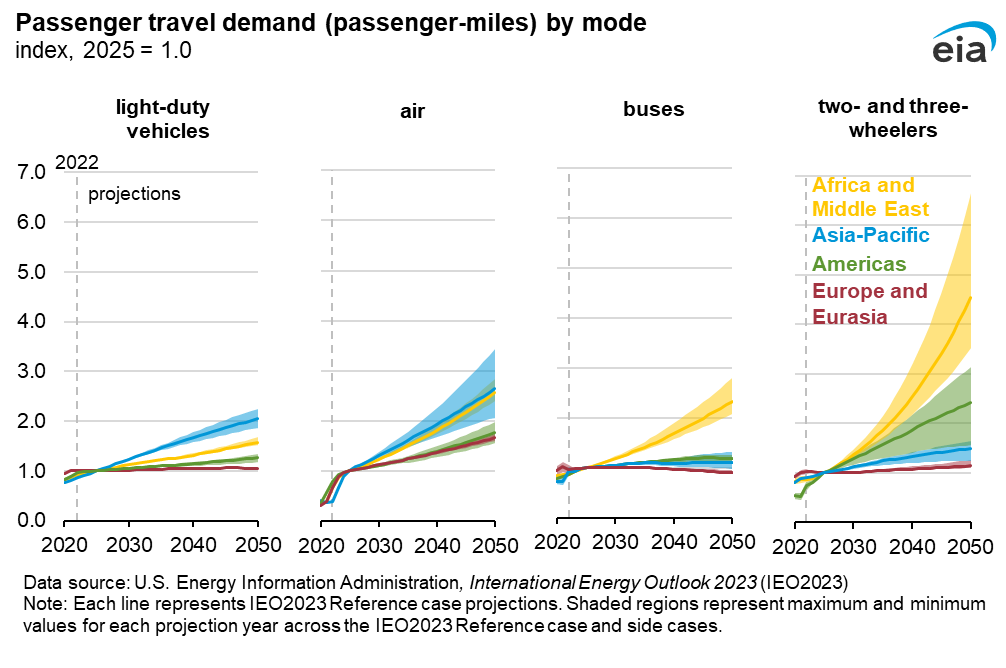 Passenger travel demand (passenger-miles) by mode
index, 2025 = 1.0
eia
light-duty
vehicles
air
buses
two- and three-
wheelers
2022
projections
7.0
6.0
5.0
4.0
3.0
2.0
1.0
0.0
Africa and
Middle East
Asia-Pacific
Americas
Europe and
Eurasia
2020 2030 2040 2050
2020 2030 2040 2050
2020 2030 2040 2050
2020 2030 2040 2050
Data source: U.S. Energy Information Administration, International Energy Outlook 2023 (IEO2023)
Note: Each line represents IEO2023 Reference case projections. Shaded regions represent maximum and minimum
values for each projection year across the IEO2023 Reference case and side cases.